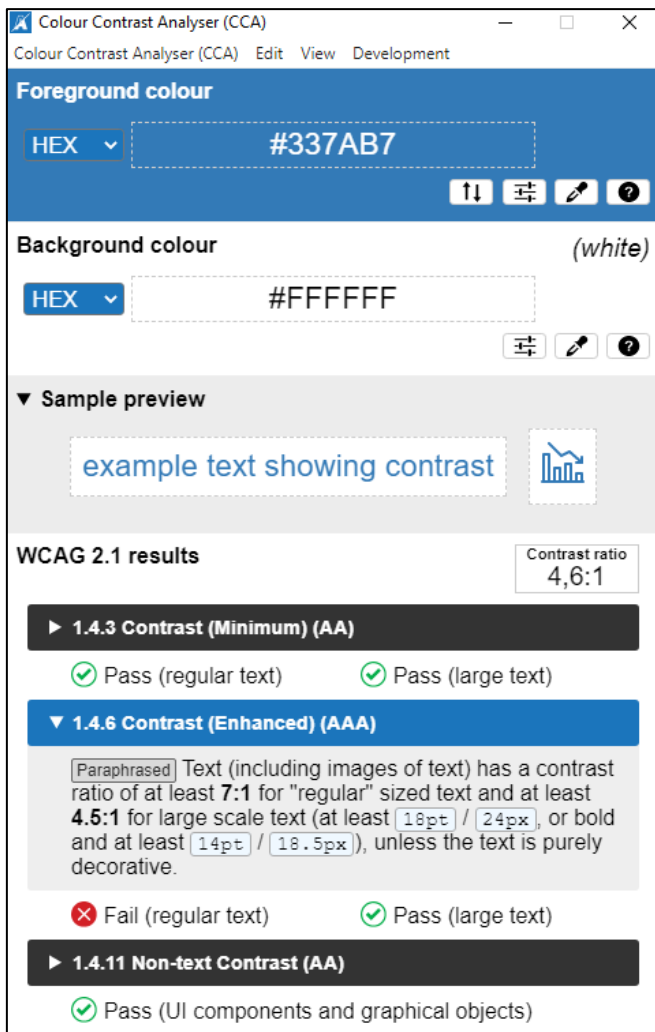 Colour Contrast Analyser (CCA)
Colour Contrast Analyser (CCA) Edit View Development
Foreground colour
HEX #337AB7
Background colour (white)
HEX #FFFFFF
▼ Sample preview
example text showing contrast
WCAG 2.1 results
Contrast ratio
4,6:1
▶ 1.4.3 Contrast (Minimum) (AA)
Pass (regular text) Pass (large text)
▼ 1.4.6 Contrast (Enhanced) (AAA)
Paraphrased Text (including images of text) has a contrast
ratio of at least 7:1 for "regular" sized text and at least
4.5:1 for large scale text (at least 18pt / 24px, or bold
and at least 14pt / 18.5px), unless the text is purely
decorative.
Fail (regular text) Pass (large text)
▶ 1.4.11 Non-text Contrast (AA)
Pass (UI components and graphical objects)